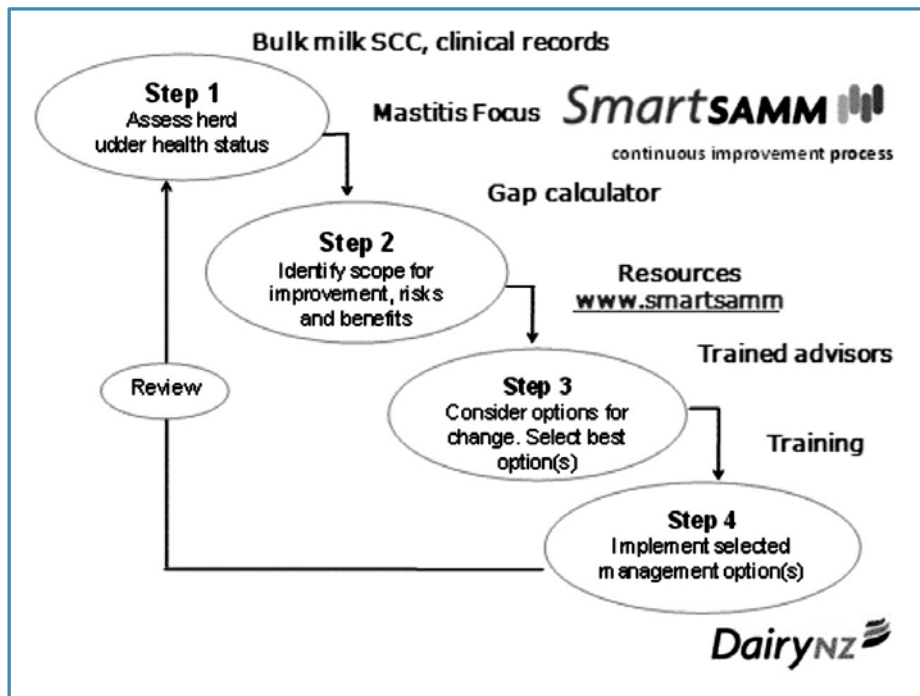 Bulk milk SCC, clinical records
Step 1
Assess herd
udder health status
Mastitis Focus
SmartSAMM
continuous improvement process
Gap calculator
Step 2
Identify scope for
improvement, risks
and benefits
Resources
www.smartsamm
Trained advisors
Review
Step 3
Consider options for
change. Select best
option(s)
Training
Step 4
Implement selected
management option(s)
DairyNZ